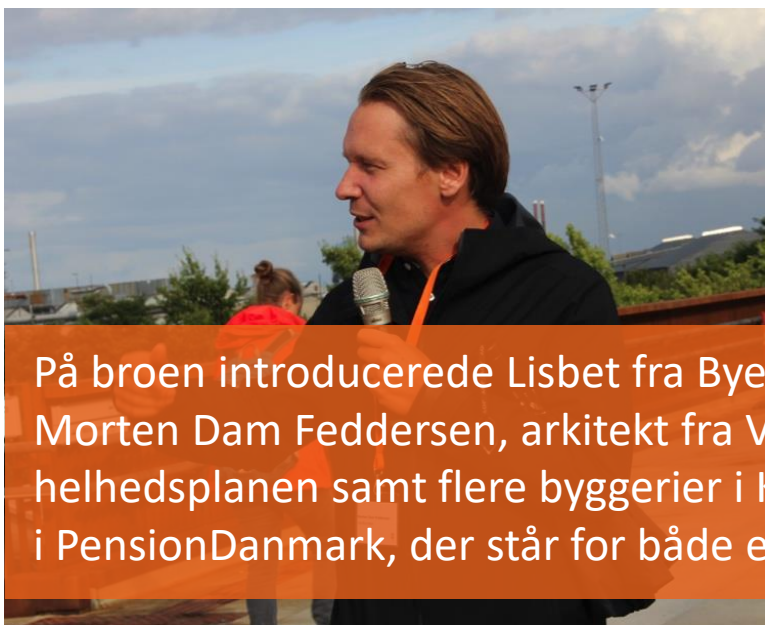 På broen introducerede Lisbet fra Bye
Morten Dam Feddersen, arkitekt fra V
helhedsplanen samt flere byggerier i
i PensionDanmark, der står for både e